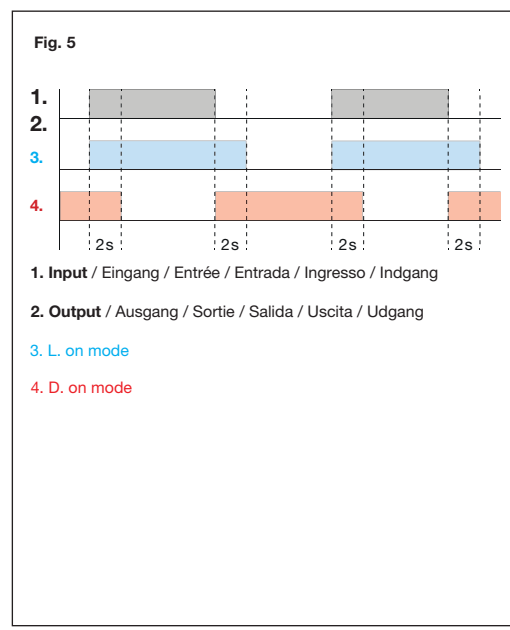 Fig. 5
1.
2.
3.
4.
2s 2s 2s 2s
1. Input / Eingang / Entrée / Entrada / Ingresso / Indgang
2. Output / Ausgang / Sortie / Salida / Uscita / Udgang
3. L. on mode
4. D. on mode